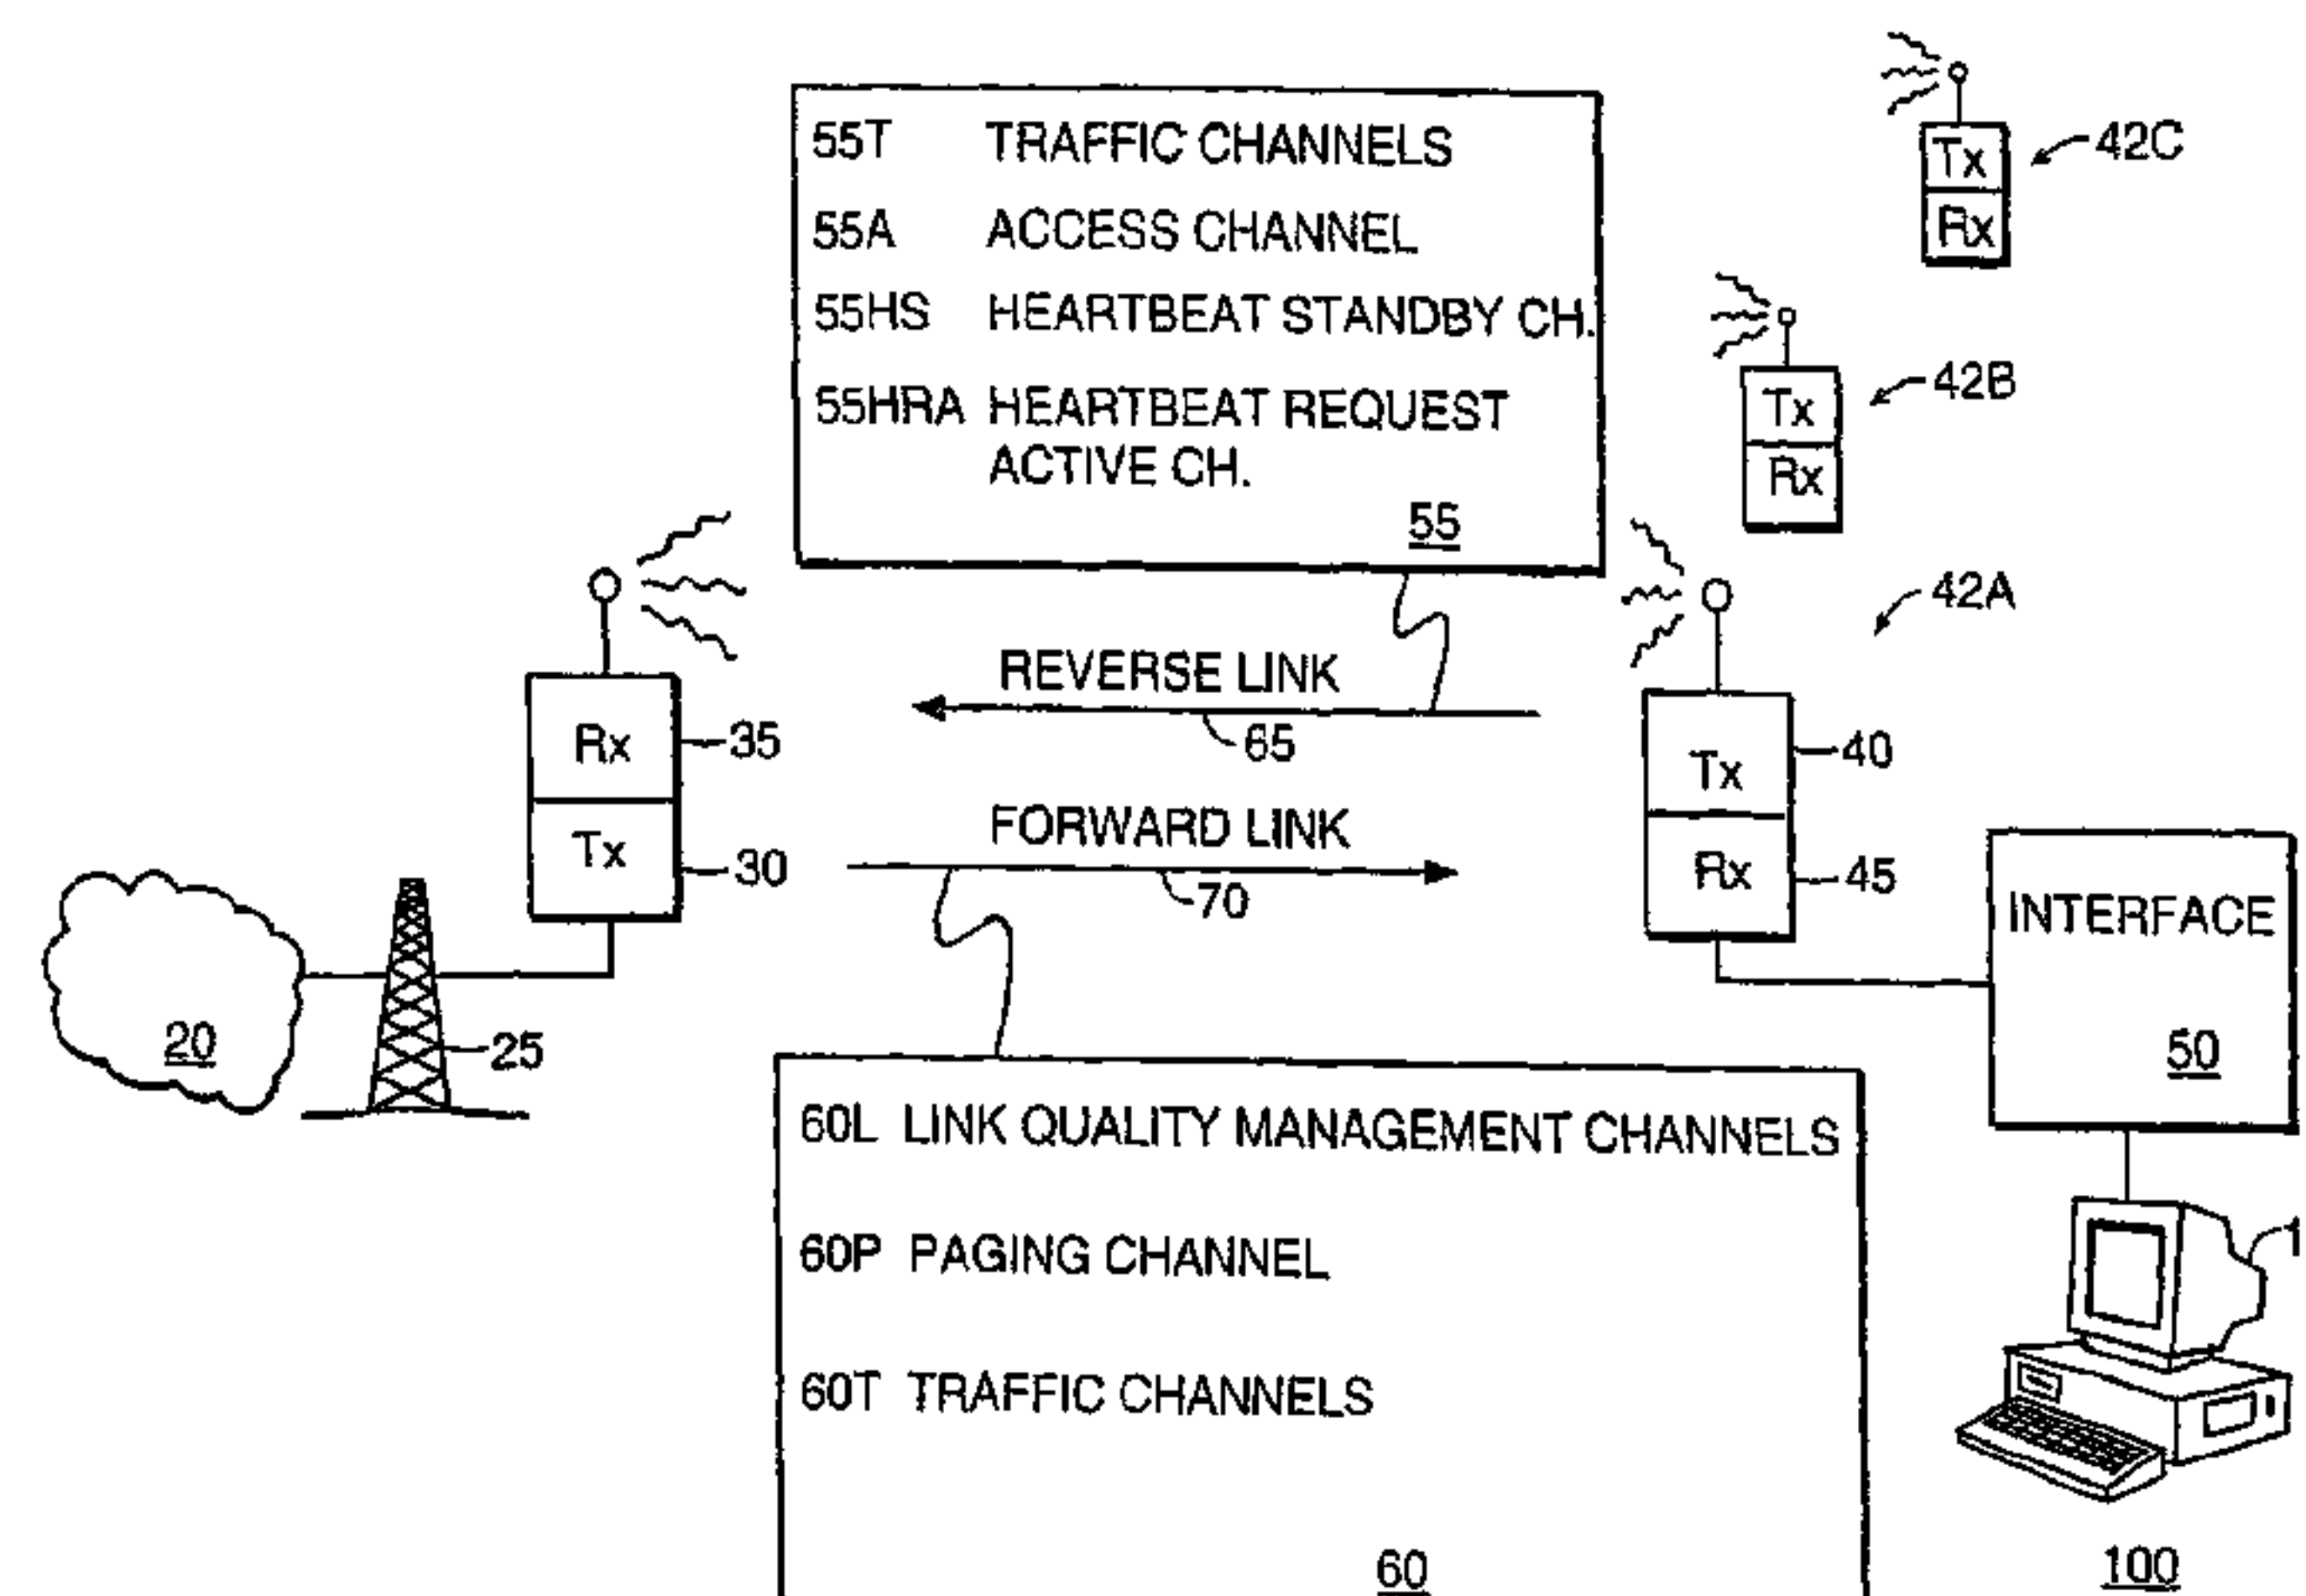 55T TRAFFIC CHANNELS
55A ACCESS CHANNEL
55HS HEARTBEAT STANDBY CH.
55HRA HEARTBEAT REQUEST
ACTIVE CH.
55
Tx
Rx
42C
Tx
Rx
42B
42A
REVERSE LINK
65
Rx
35
Tx
30
FORWARD LINK
70
Tx
40
Rx
45
INTERFACE
50
20
25
60L LINK QUALITY MANAGEMENT CHANNELS
60P PAGING CHANNEL
60T TRAFFIC CHANNELS
60
100